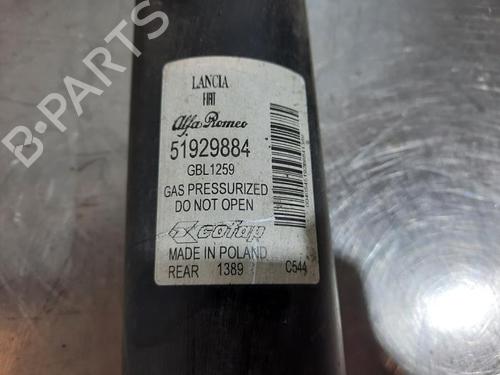 B-PARTS
LANCIA
FIAT
Alfa Romeo
51929884
GBL1259
GAS PRESSURIZED
DO NOT OPEN
cofap
MADE IN POLAND
REAR 1389 C544